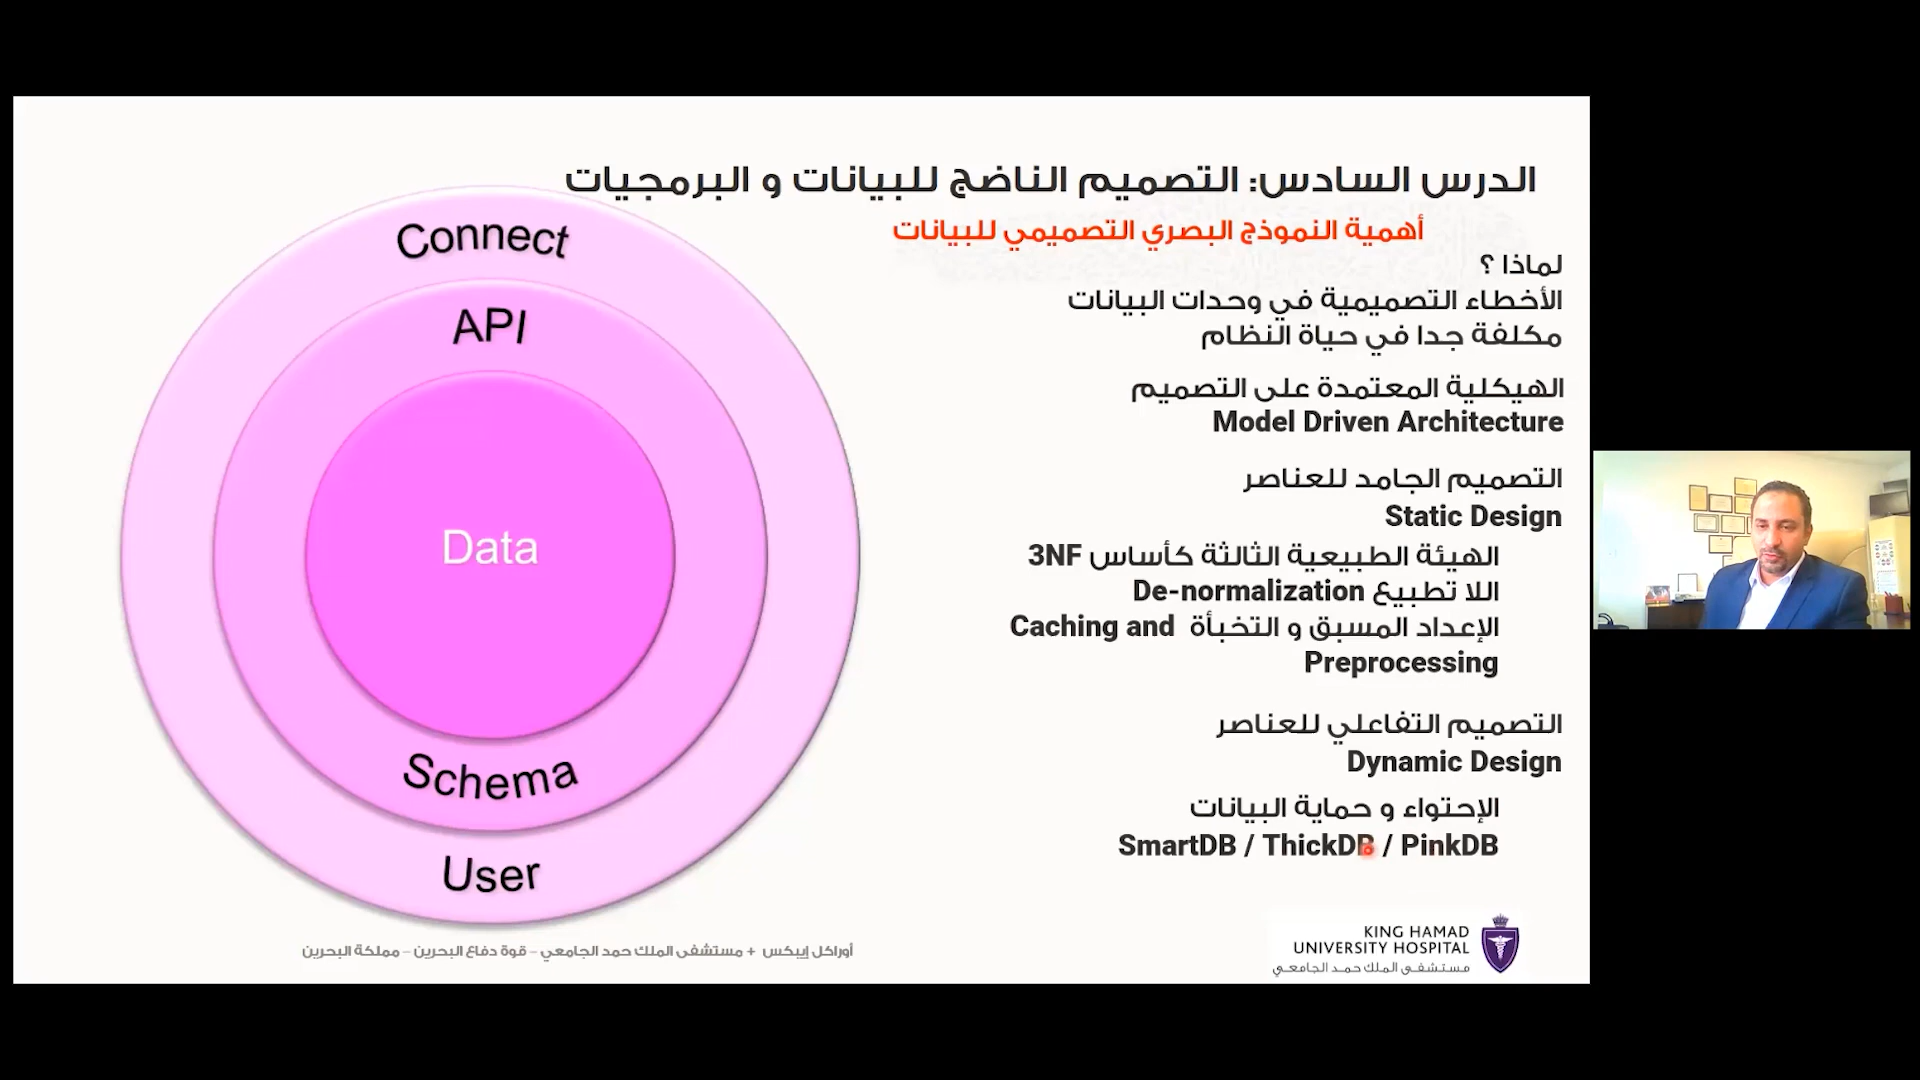 الدرس السادس: التصميم الناضج للبيانات و البرمجيات
أهمية النموذج البصري التصميمي للبيانات
لماذا ؟
الأخطاء التصميمية في وحدات البيانات
مكلفة جدا في حياة النظام
الهيكلية المعتمدة على التصميم
Model Driven Architecture
التصميم الجامد للعناصر
Static Design
الهيئة الطبيعية الثالثة كأساس 3NF
اللا تطبيع De-normalization
الإعداد المسبق و التخبأة Caching and
Preprocessing
التصميم التفاعلي للعناصر
Dynamic Design
الإحتواء و حماية البيانات
SmartDB / ThickDB / PinkDB
Connect
API
Data
Schema
User
أوراكل إيبكس + مستشفى الملك حمد الجامعي – قوة دفاع البحرين – مملكة البحرين
KING HAMAD
UNIVERSITY HOSPITAL
مستشفى الملك حمد الجامعي